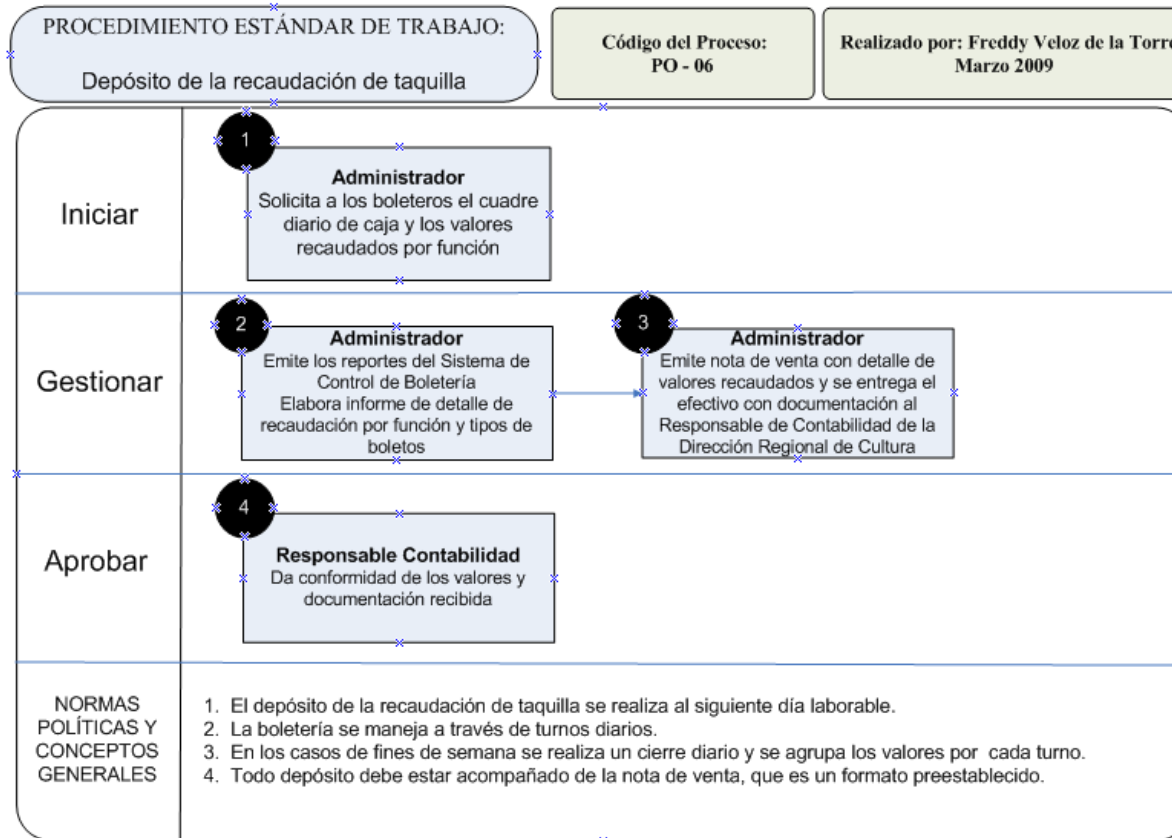 PROCEDIMIENTO ESTÁNDAR DE TRABAJO:
Depósito de la recaudación de taquilla
Código del Proceso:
PO - 06
Realizado por: Freddy Veloz de la Torre
Marzo 2009
Iniciar
1
Administrador
Solicita a los boleteros el cuadre
diario de caja y los valores
recaudados por función
Gestionar
2
Administrador
Emite los reportes del Sistema de
Control de Boletería
Elabora informe de detalle de
recaudación por función y tipos de
boletos
3
Administrador
Emite nota de venta con detalle de
valores recaudados y se entrega el
efectivo con documentación al
Responsable de Contabilidad de la
Dirección Regional de Cultura
Aprobar
4
Responsable Contabilidad
Da conformidad de los valores y
documentación recibida
NORMAS
POLÍTICAS Y
CONCEPTOS
GENERALES
1. El depósito de la recaudación de taquilla se realiza al siguiente día laborable.
2. La boletería se maneja a través de turnos diarios.
3. En los casos de fines de semana se realiza un cierre diario y se agrupa los valores por cada turno.
4. Todo depósito debe estar acompañado de la nota de venta, que es un formato preestablecido.